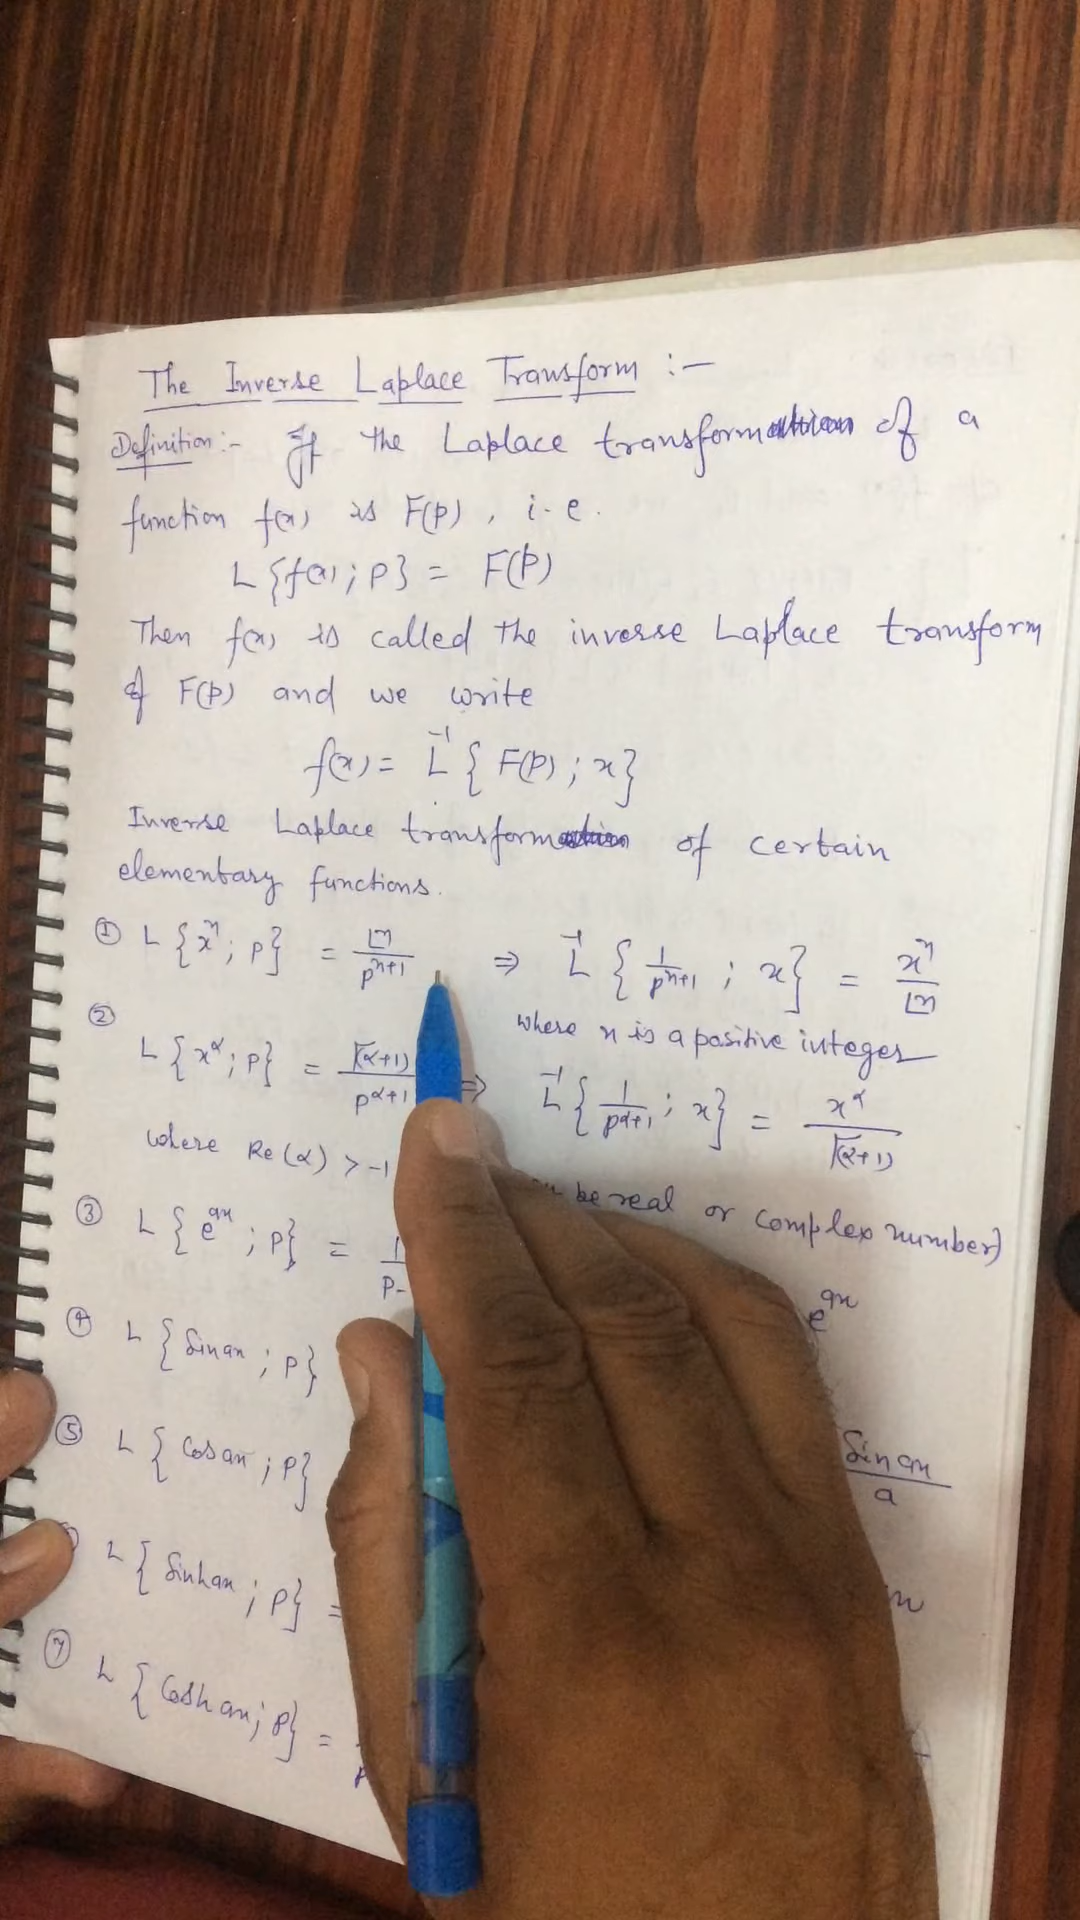 The Inverse Laplace Transform :-
Definition:- If the Laplace transform of a
function f(x) is F(p), i.e.
L{f(x); p} = F(p)
Then f(x) is called the inverse Laplace transform
of F(p) and we write
f(x) = L⁻¹{F(p); x}
Inverse Laplace transform of certain
elementary functions.
① L{xⁿ; p} = ⌊n / pⁿ⁺¹ ⇒ L⁻¹{1/pⁿ⁺¹; x} = xⁿ / ⌊n
where n is a positive integer
② L{x^α; p} = Γ(α+1) / p^(α+1) ⇒ L⁻¹{1/p^(α+1); x} = x^α / Γ(α+1)
where Re(α) > -1 be real or complex number)
③ L{e^ax; p} = 1 / p- e^ax
④ L{Sin ax; p} Sin ax / a
⑤ L{Cos ax; p}
L{Sinh ax; p} =
⑦ L{Cosh ax; p} =